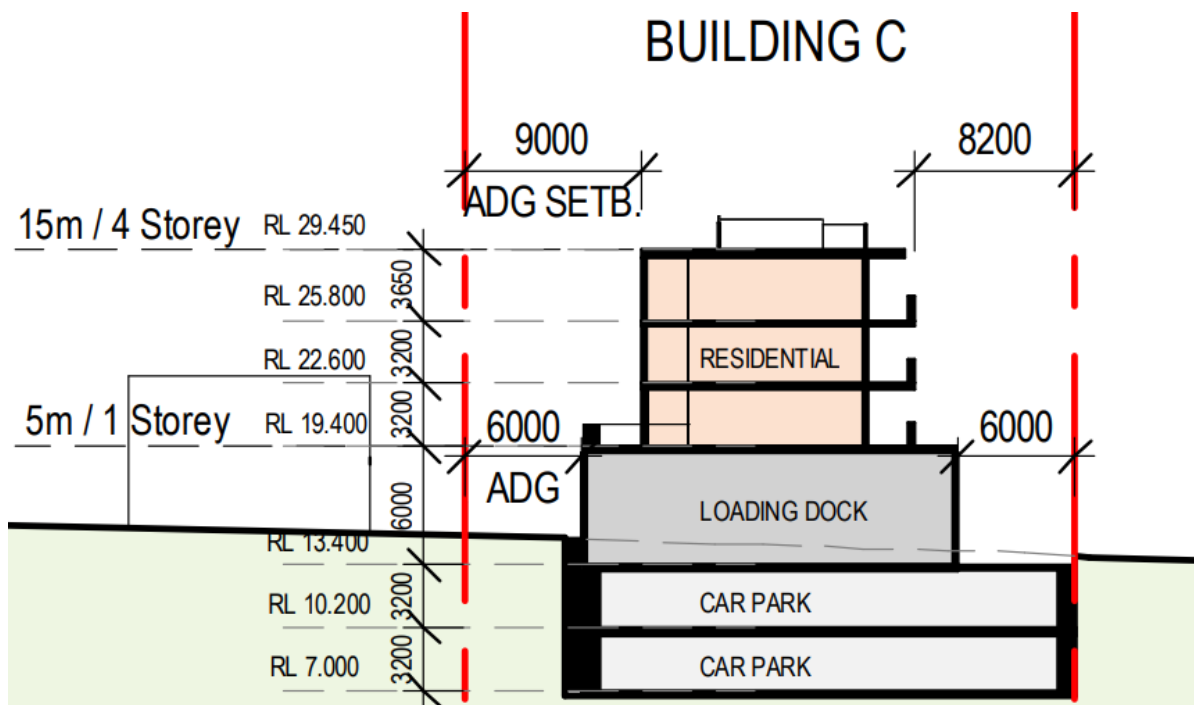 BUILDING C
9000
8200
ADG SETB.
15m / 4 Storey
RL 29.450
3650
RL 25.800
3200
RL 22.600
RESIDENTIAL
3200
5m / 1 Storey
RL 19.400
6000
6000
ADG
6000
LOADING DOCK
RL 13.400
3200
RL 10.200
CAR PARK
3200
RL 7.000
CAR PARK